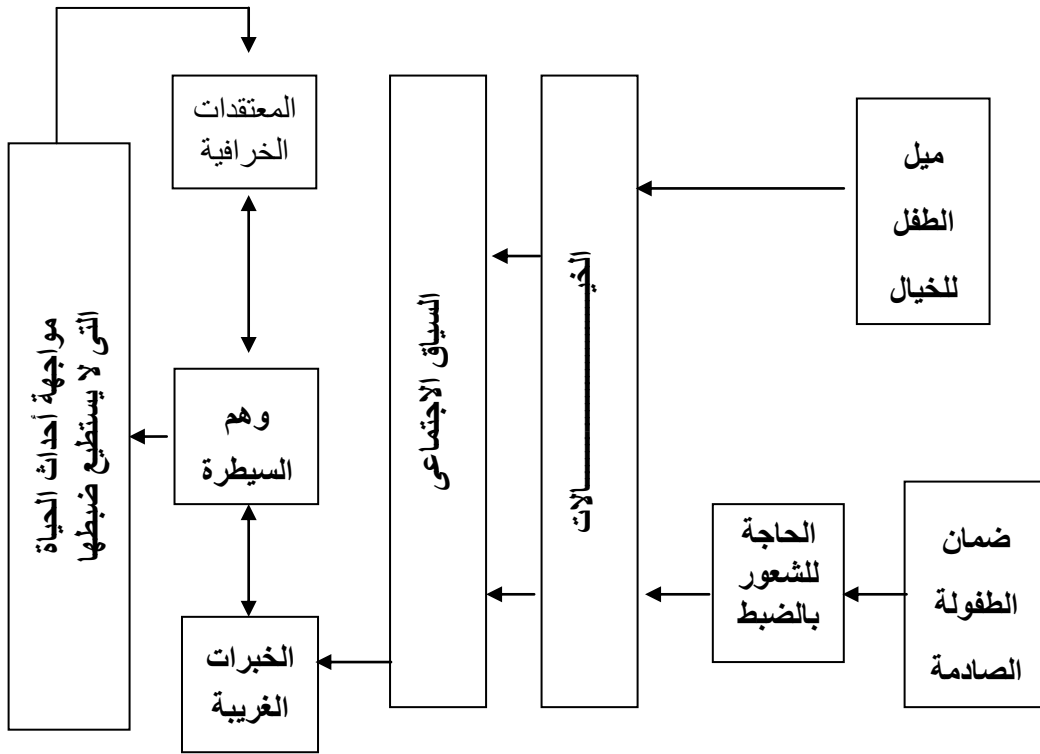 ميل
الطفل
للخيال
ضمان
الطفولة
الصادمة
الحاجة
للشعور
بالضبط
الخيـــــــــالات
السياق الاجتماعى
المعتقدات
الخرافية
وهم
السيطرة
الخبرات
الغريبة
مواجهة أحداث الحياة
التى لا يستطيع ضبطها